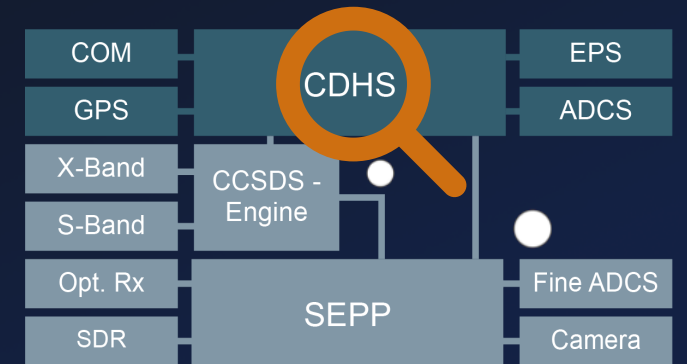 COM
CDHS
EPS
GPS
ADCS
X-Band
CCSDS -
Engine
S-Band
Opt. Rx
SEPP
Fine ADCS
SDR
Camera